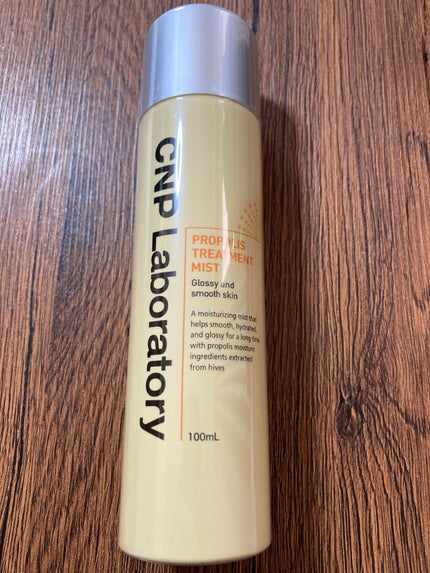 CNP Laboratory
PROPOLIS
TREATMENT
MIST
Glossy and
smooth skin
A moisturizing mist that
helps smooth, hydrated,
and glossy for a long time
with propolis moisture
ingredients extracted
from hives
100mL